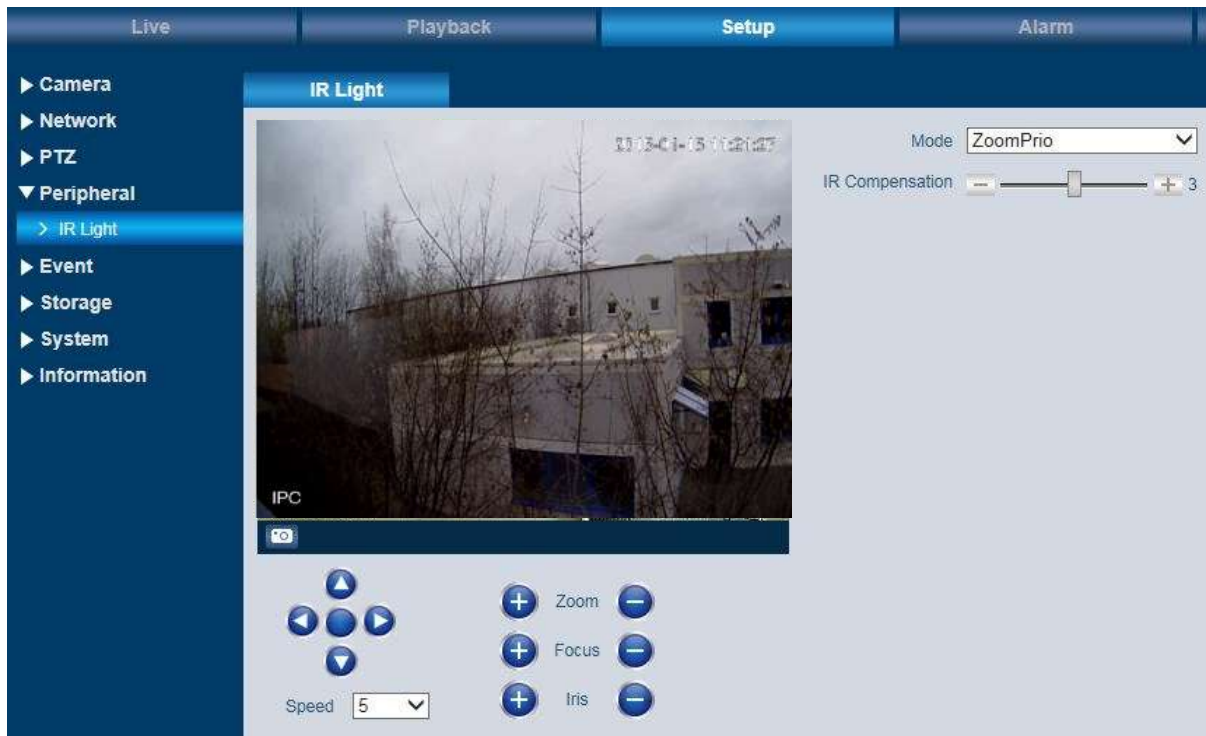 Live Playback Setup Alarm
Camera
Network
PTZ
Peripheral
IR Light
Event
Storage
System
Information
IR Light
IPC
Mode ZoomPrio
IR Compensation 3
Zoom
Focus
Speed 5 Iris